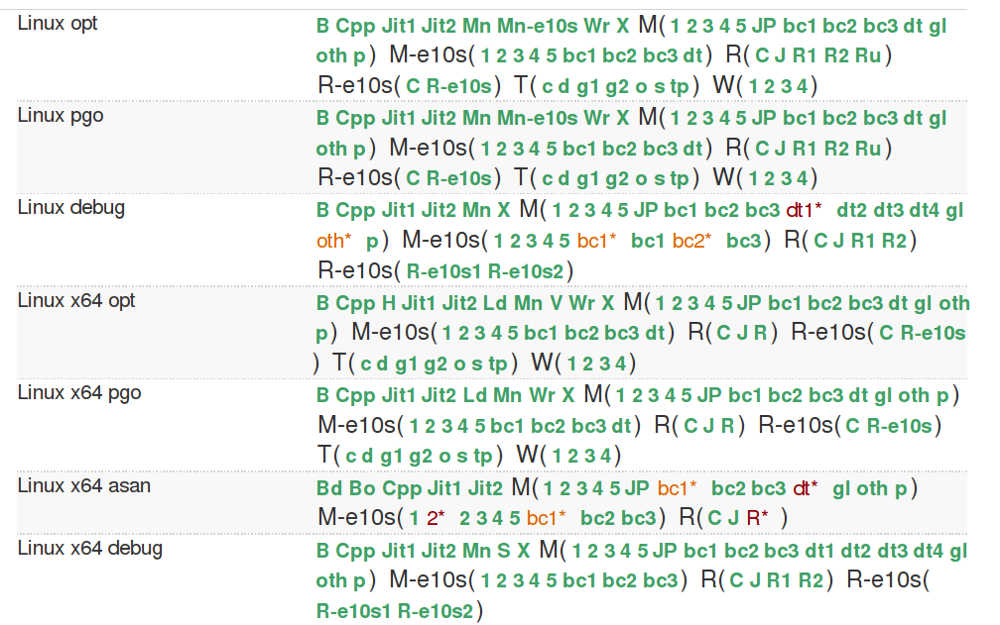 Linux opt B Cpp Jit1 Jit2 Mn Mn-e10s Wr X M( 1 2 3 4 5 JP bc1 bc2 bc3 dt gl
oth p ) M-e10s( 1 2 3 4 5 bc1 bc2 bc3 dt ) R( C J R1 R2 Ru )
R-e10s( C R-e10s ) T( c d g1 g2 o s tp ) W( 1 2 3 4 )
Linux pgo B Cpp Jit1 Jit2 Mn Mn-e10s Wr X M( 1 2 3 4 5 JP bc1 bc2 bc3 dt gl
oth p ) M-e10s( 1 2 3 4 5 bc1 bc2 bc3 dt ) R( C J R1 R2 Ru )
R-e10s( C R-e10s ) T( c d g1 g2 o s tp ) W( 1 2 3 4 )
Linux debug B Cpp Jit1 Jit2 Mn X M( 1 2 3 4 5 JP bc1 bc2 bc3 dt1* dt2 dt3 dt4 gl
oth* p ) M-e10s( 1 2 3 4 5 bc1* bc1 bc2* bc3 ) R( C J R1 R2 )
R-e10s( R-e10s1 R-e10s2 )
Linux x64 opt B Cpp H Jit1 Jit2 Ld Mn V Wr X M( 1 2 3 4 5 JP bc1 bc2 bc3 dt gl oth
p ) M-e10s( 1 2 3 4 5 bc1 bc2 bc3 dt ) R( C J R ) R-e10s( C R-e10s
) T( c d g1 g2 o s tp ) W( 1 2 3 4 )
Linux x64 pgo B Cpp Jit1 Jit2 Ld Mn Wr X M( 1 2 3 4 5 JP bc1 bc2 bc3 dt gl oth p )
M-e10s( 1 2 3 4 5 bc1 bc2 bc3 dt ) R( C J R ) R-e10s( C R-e10s )
T( c d g1 g2 o s tp ) W( 1 2 3 4 )
Linux x64 asan Bd Bo Cpp Jit1 Jit2 M( 1 2 3 4 5 JP bc1* bc2 bc3 dt* gl oth p )
M-e10s( 1 2* 2 3 4 5 bc1* bc2 bc3 ) R( C J R* )
Linux x64 debug B Cpp Jit1 Jit2 Mn S X M( 1 2 3 4 5 JP bc1 bc2 bc3 dt1 dt2 dt3 dt4 gl
oth p ) M-e10s( 1 2 3 4 5 bc1 bc2 bc3 ) R( C J R1 R2 ) R-e10s(
R-e10s1 R-e10s2 )